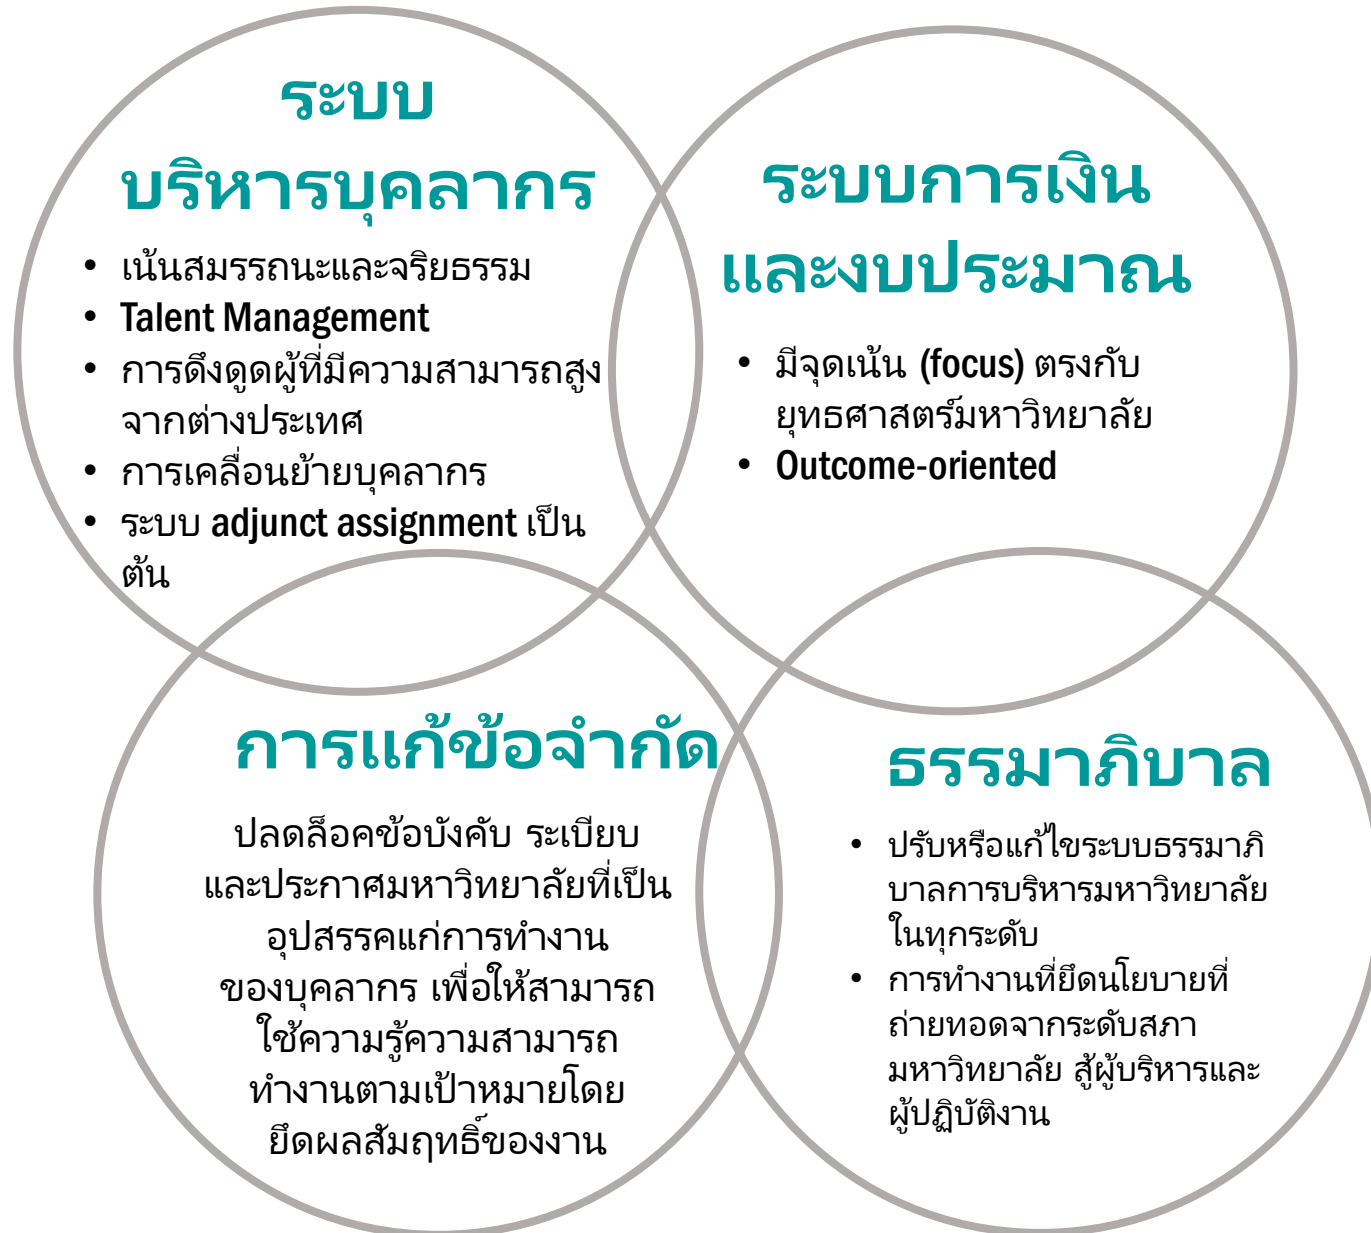 ระบบ
บริหารบุคลากร
• เน้นสมรรถนะและจริยธรรม
• Talent Management
• การดึงดูดผู้ที่มีความสามารถสูง
จากต่างประเทศ
• การเคลื่อนย้ายบุคลากร
• ระบบ adjunct assignment เป็น
ต้น
ระบบการเงิน
และงบประมาณ
• มีจุดเน้น (focus) ตรงกับ
ยุทธศาสตร์มหาวิทยาลัย
• Outcome-oriented
การแก้ข้อจำกัด
ปลดล็อคข้อบังคับ ระเบียบ
และประกาศมหาวิทยาลัยที่เป็น
อุปสรรคแก่การทำงาน
ของบุคลากร เพื่อให้สามารถ
ใช้ความรู้ความสามารถ
ทำงานตามเป้าหมายโดย
ยึดผลสัมฤทธิ์ของงาน
ธรรมาภิบาล
• ปรับหรือแก้ไขระบบธรรมาภิ
บาลการบริหารมหาวิทยาลัย
ในทุกระดับ
• การทำงานที่ยึดนโยบายที่
ถ่ายทอดจากระดับสภา
มหาวิทยาลัย สู้ผู้บริหารและ
ผู้ปฏิบัติงาน